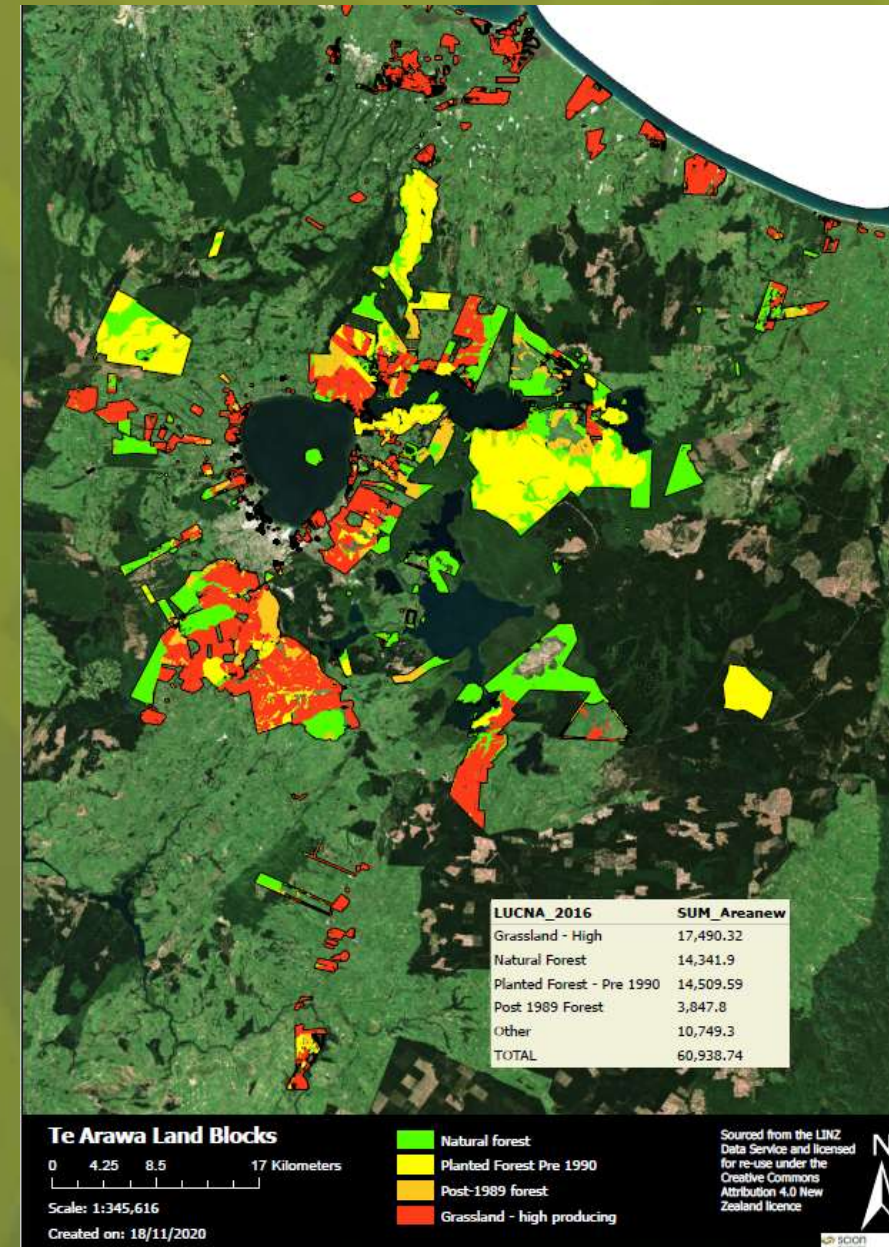 LUCNA_2016 SUM_Areanew
Grassland - High 17,490.32
Natural Forest 14,341.9
Planted Forest - Pre 1990 14,509.59
Post 1989 Forest 3,847.8
Other 10,749.3
TOTAL 60,938.74
Te Arawa Land Blocks
0 4.25 8.5 17 Kilometers
Scale: 1:345,616
Created on: 18/11/2020
Natural forest
Planted Forest Pre 1990
Post-1989 forest
Grassland - high producing
Sourced from the LINZ
Data Service and licensed
for re-use under the
Creative Commons
Attribution 4.0 New
Zealand licence
N
scion